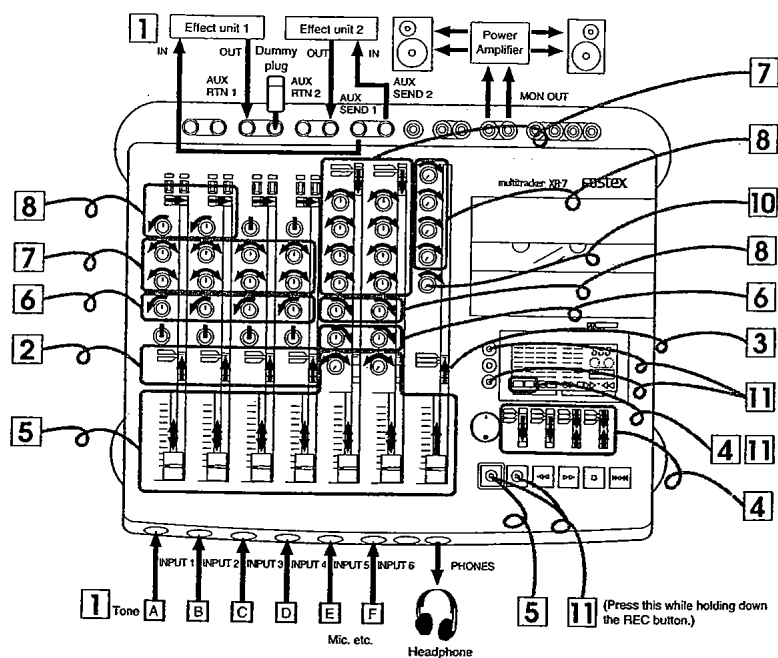 1
Effect unit 1
Effect unit 2
Power
Amplifier
IN
OUT
Dummy
plug
OUT
IN
AUX
RTN 1
AUX
RTN 2
AUX
SEND 1
AUX
SEND 2
MON OUT
7
8
multitracker XR-7 Fostex
8
10
7
8
6
6
2
3
11
5
4 11
4
INPUT 1
INPUT 2
INPUT 3
INPUT 4
INPUT 5
INPUT 6
PHONES
1 Tone A B C D E F
5
11 (Press this while holding down
the REC button.)
Mic. etc.
Headphone